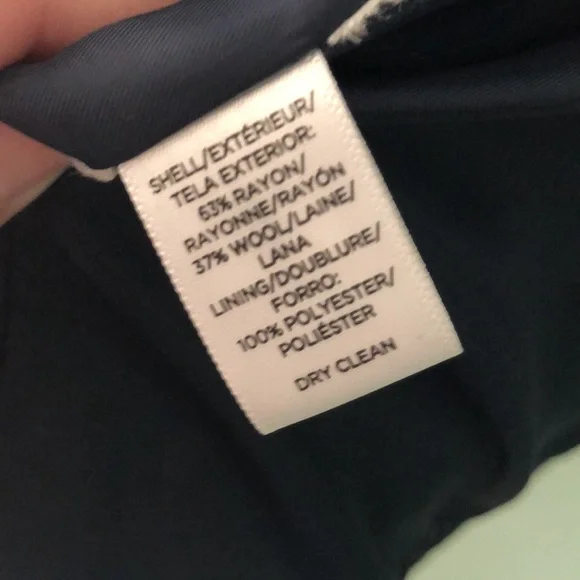 SHELL/EXTÉRIEUR/
TELA EXTERIOR:
63% RAYON/
RAYONNE/RAYÓN
37% WOOL/LAINE/
LANA
LINING/DOUBLURE/
FORRO:
100% POLYESTER/
POLIÉSTER
DRY CLEAN